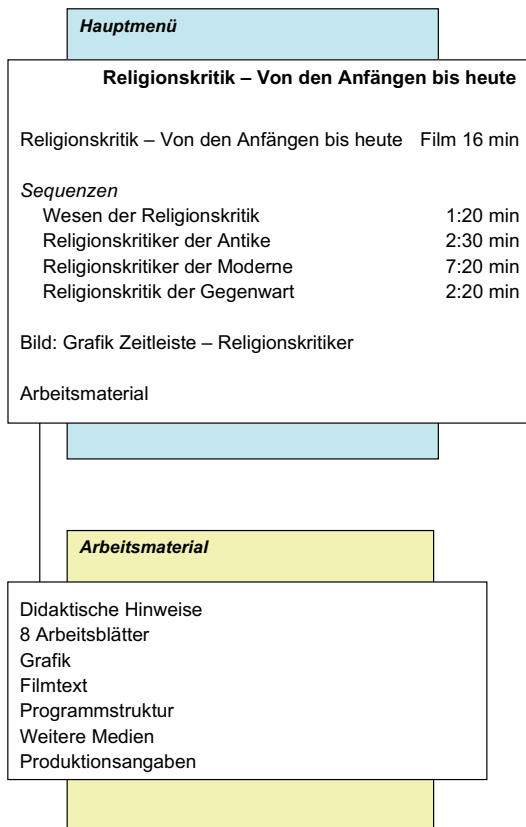 Hauptmenü
Religionskritik – Von den Anfängen bis heute
Religionskritik – Von den Anfängen bis heute Film 16 min
Sequenzen
Wesen der Religionskritik 1:20 min
Religionskritiker der Antike 2:30 min
Religionskritiker der Moderne 7:20 min
Religionskritik der Gegenwart 2:20 min
Bild: Grafik Zeitleiste – Religionskritiker
Arbeitsmaterial
Arbeitsmaterial
Didaktische Hinweise
8 Arbeitsblätter
Grafik
Filmtext
Programmstruktur
Weitere Medien
Produktionsangaben